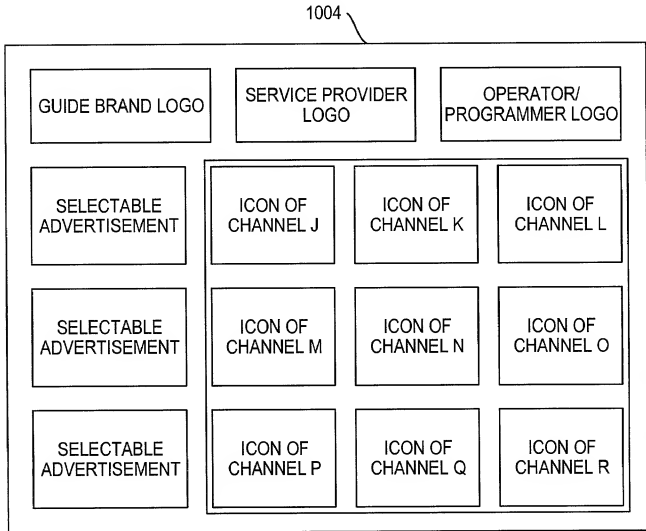 1004
GUIDE BRAND LOGO
SERVICE PROVIDER
LOGO
OPERATOR/
PROGRAMMER LOGO
SELECTABLE
ADVERTISEMENT
ICON OF
CHANNEL J
ICON OF
CHANNEL K
ICON OF
CHANNEL L
SELECTABLE
ADVERTISEMENT
ICON OF
CHANNEL M
ICON OF
CHANNEL N
ICON OF
CHANNEL O
SELECTABLE
ADVERTISEMENT
ICON OF
CHANNEL P
ICON OF
CHANNEL Q
ICON OF
CHANNEL R